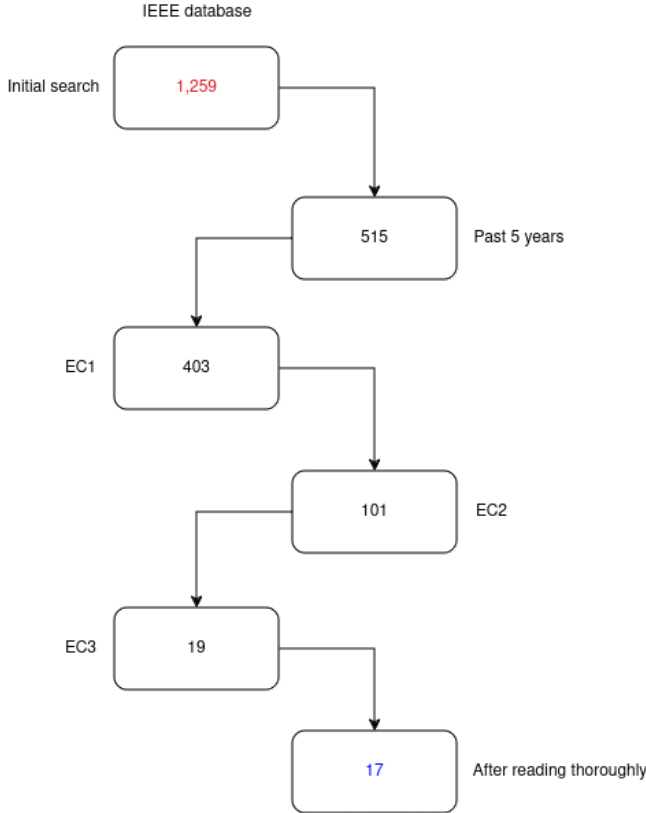 IEEE database
Initial search
1,259
515
Past 5 years
EC1
403
101
EC2
EC3
19
17
After reading thoroughly